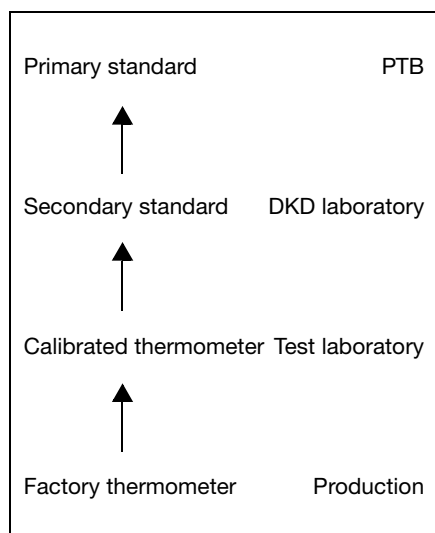 Primary standard PTB
Secondary standard DKD laboratory
Calibrated thermometer Test laboratory
Factory thermometer Production